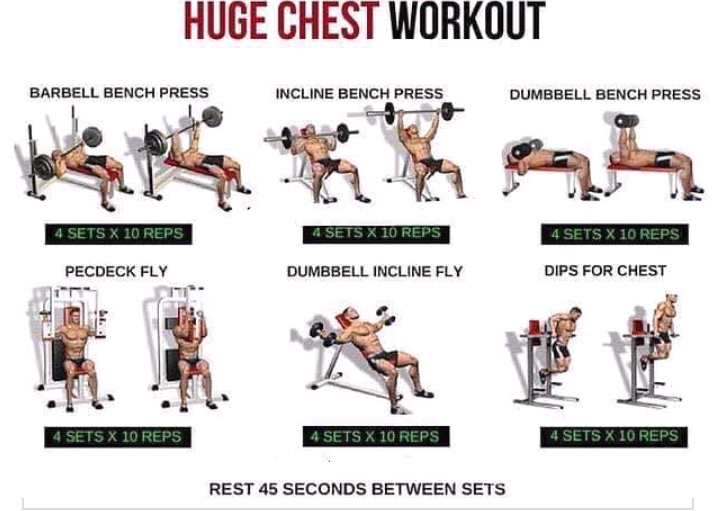 HUGE CHEST WORKOUT
BARBELL BENCH PRESS
INCLINE BENCH PRESS
DUMBBELL BENCH PRESS
4 SETS X 10 REPS
4 SETS X 10 REPS
4 SETS X 10 REPS
PECDECK FLY
DUMBBELL INCLINE FLY
DIPS FOR CHEST
4 SETS X 10 REPS
4 SETS X 10 REPS
4 SETS X 10 REPS
REST 45 SECONDS BETWEEN SETS